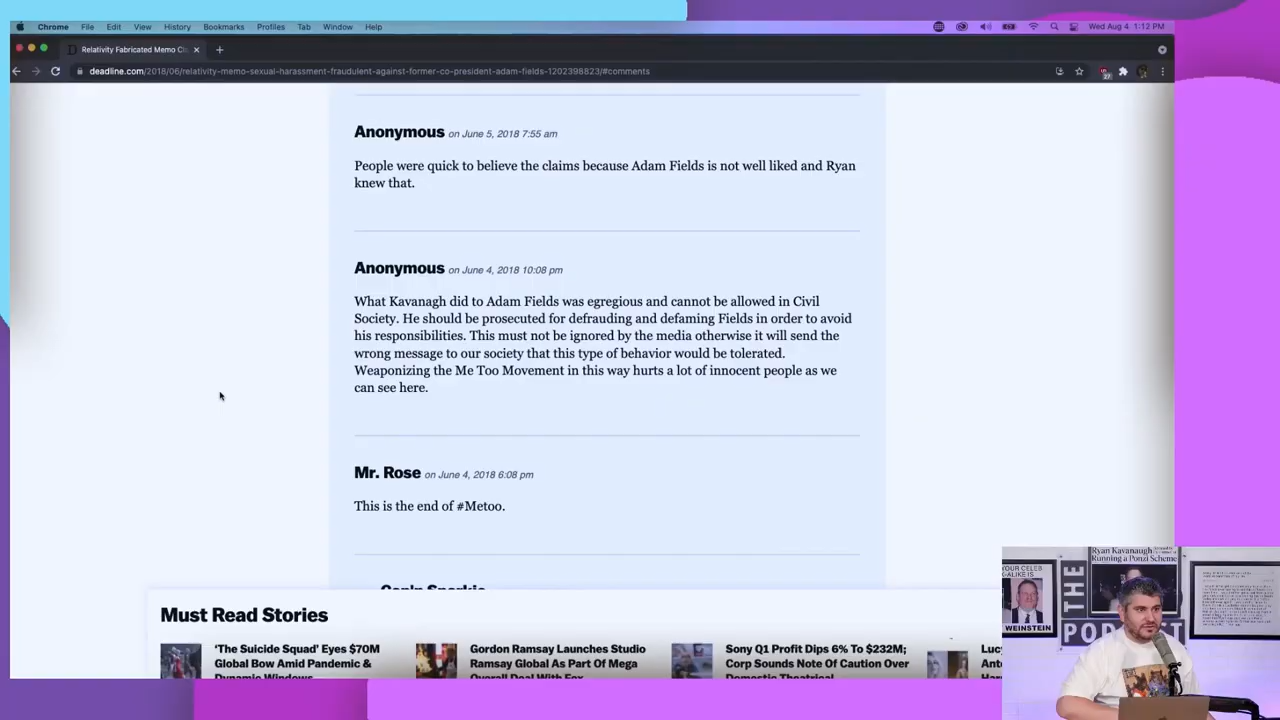 Chrome File Edit View History Bookmarks Profiles Tab Window Help
Wed Aug 4 1:12 PM
Relativity Fabricated Memo Cl
deadline.com/2018/06/relativity-memo-sexual-harassment-fraudulent-against-former-co-president-adam-fields-1202398823/#comments
Anonymous on June 5, 2018 7:55 am
People were quick to believe the claims because Adam Fields is not well liked and Ryan
knew that.
Anonymous on June 4, 2018 10:08 pm
What Kavanagh did to Adam Fields was egregious and cannot be allowed in Civil
Society. He should be prosecuted for defrauding and defaming Fields in order to avoid
his responsibilities. This must not be ignored by the media otherwise it will send the
wrong message to our society that this type of behavior would be tolerated.
Weaponizing the Me Too Movement in this way hurts a lot of innocent people as we
can see here.
Mr. Rose on June 4, 2018 6:08 pm
This is the end of #Metoo.
Must Read Stories
'The Suicide Squad' Eyes $70M
Global Bow Amid Pandemic &
Dynamic Windows
Gordon Ramsay Launches Studio
Ramsay Global As Part Of Mega
Overall Deal With Fox
Sony Q1 Profit Dips 6% To $232M;
Corp Sounds Note Of Caution Over
Domestic Theatrical
YOUR CELEB
WEINSTEIN
Ryan Kavanaugh
Running a Ponzi Scheme
THE